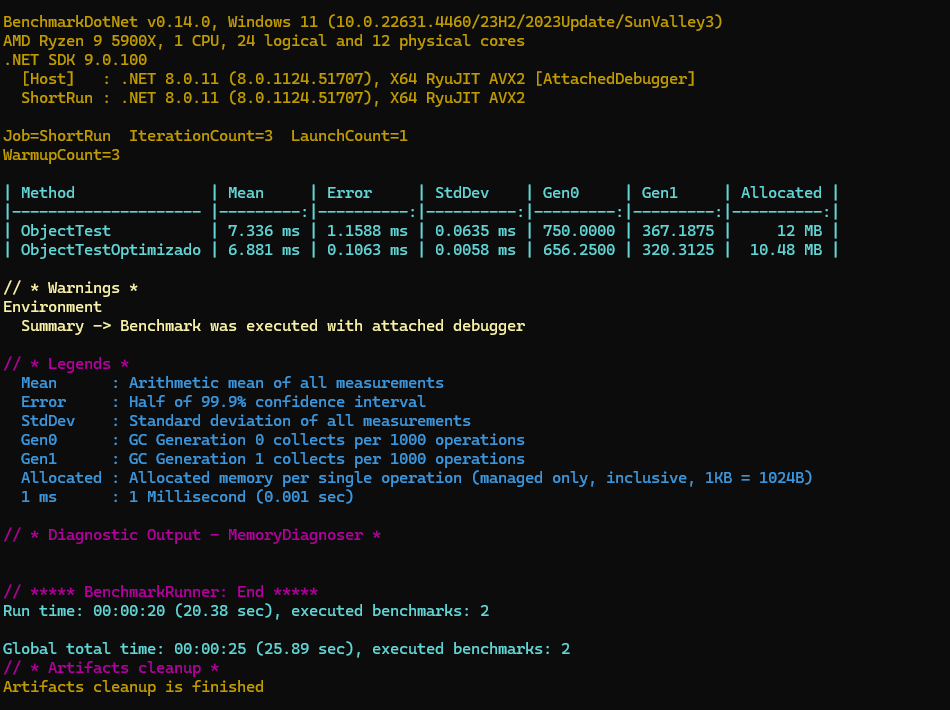 BenchmarkDotNet v0.14.0, Windows 11 (10.0.22631.4460/23H2/2023Update/SunValley3)
AMD Ryzen 9 5900X, 1 CPU, 24 logical and 12 physical cores
.NET SDK 9.0.100
  [Host]   : .NET 8.0.11 (8.0.1124.51707), X64 RyuJIT AVX2 [AttachedDebugger]
  ShortRun : .NET 8.0.11 (8.0.1124.51707), X64 RyuJIT AVX2

Job=ShortRun  IterationCount=3  LaunchCount=1
WarmupCount=3

| Method               | Mean     | Error     | StdDev    | Gen0     | Gen1     | Allocated |
|--------------------- |---------:|----------:|----------:|---------:|---------:|----------:|
| ObjectTest           | 7.336 ms | 1.1588 ms | 0.0635 ms | 750.0000 | 367.1875 |     12 MB |
| ObjectTestOptimizado | 6.881 ms | 0.1063 ms | 0.0058 ms | 656.2500 | 320.3125 |  10.48 MB |

// * Warnings *
Environment
  Summary -> Benchmark was executed with attached debugger

// * Legends *
  Mean      : Arithmetic mean of all measurements
  Error     : Half of 99.9% confidence interval
  StdDev    : Standard deviation of all measurements
  Gen0      : GC Generation 0 collects per 1000 operations
  Gen1      : GC Generation 1 collects per 1000 operations
  Allocated : Allocated memory per single operation (managed only, inclusive, 1KB = 1024B)
  1 ms      : 1 Millisecond (0.001 sec)

// * Diagnostic Output - MemoryDiagnoser *


// ***** BenchmarkRunner: End *****
Run time: 00:00:20 (20.38 sec), executed benchmarks: 2

Global total time: 00:00:25 (25.89 sec), executed benchmarks: 2
// * Artifacts cleanup *
Artifacts cleanup is finished